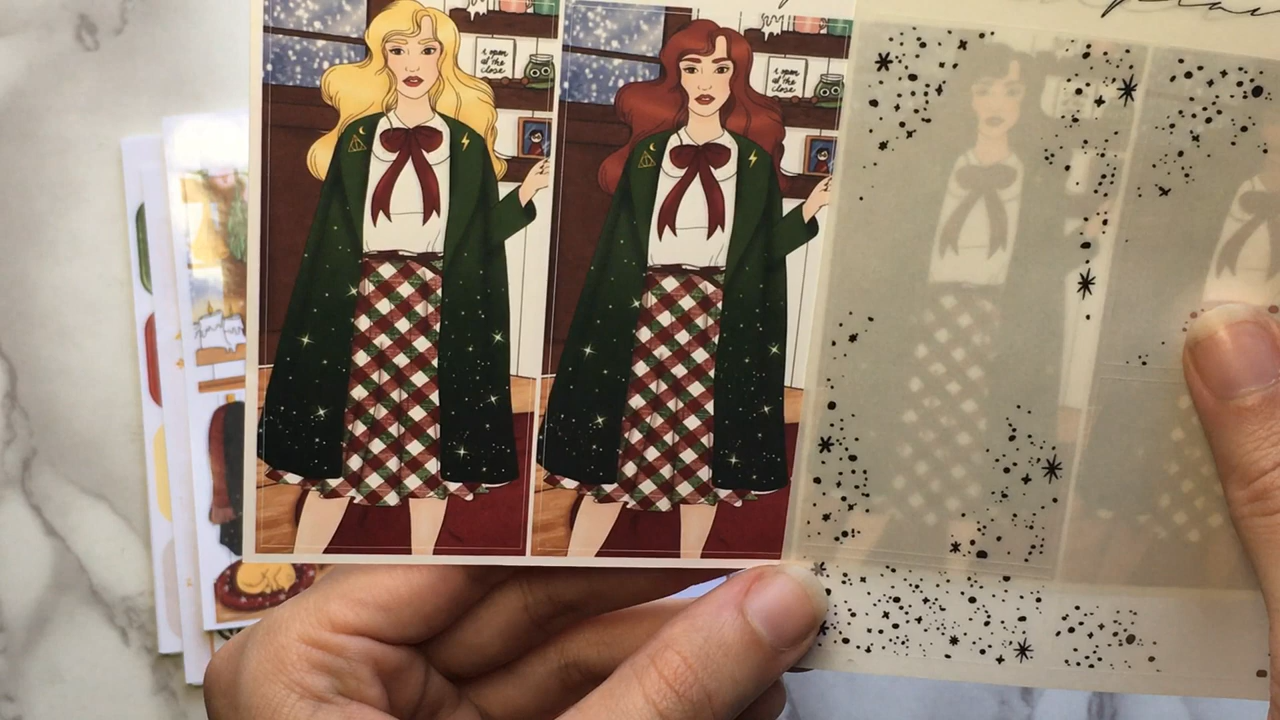 i open
at the
close
i open
at the
close